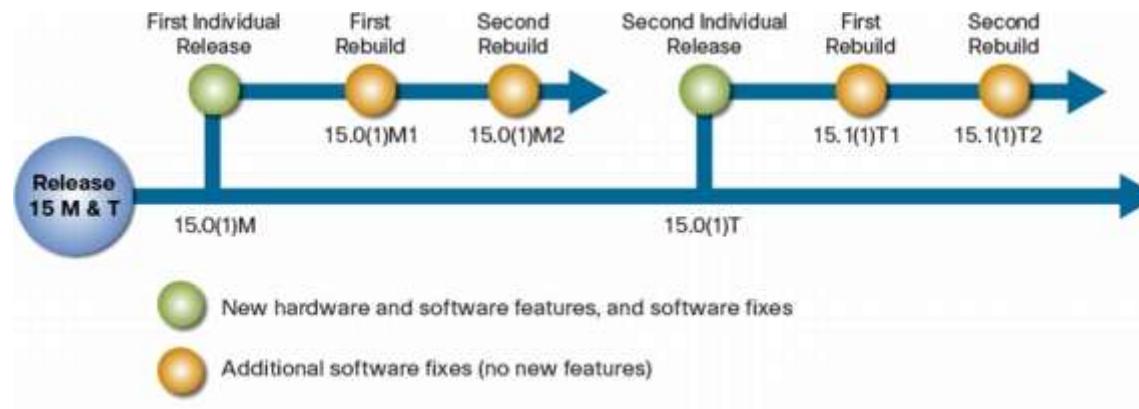 First Individual
Release
First
Rebuild
Second
Rebuild
Second Individual
Release
First
Rebuild
Second
Rebuild
15.0(1)M1
15.0(1)M2
15.1(1)T1
15.1(1)T2
Release
15 M & T
15.0(1)M
15.0(1)T
New hardware and software features, and software fixes
Additional software fixes (no new features)